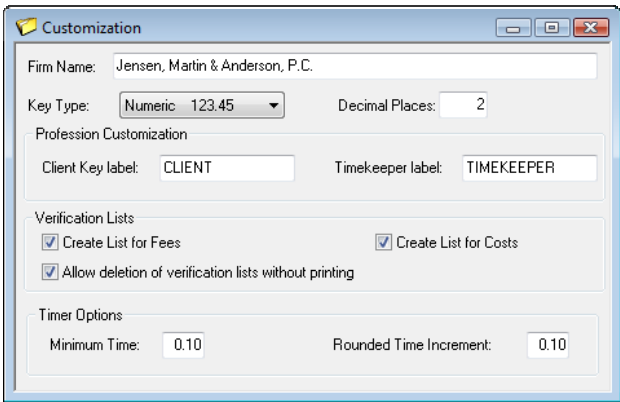 Customization
Firm Name: Jensen, Martin & Anderson, P.C.
Key Type: Numeric 123.45 Decimal Places: 2
Profession Customization
Client Key label: CLIENT Timekeeper label: TIMEKEEPER
Verification Lists
Create List for Fees Create List for Costs
Allow deletion of verification lists without printing
Timer Options
Minimum Time: 0.10 Rounded Time Increment: 0.10